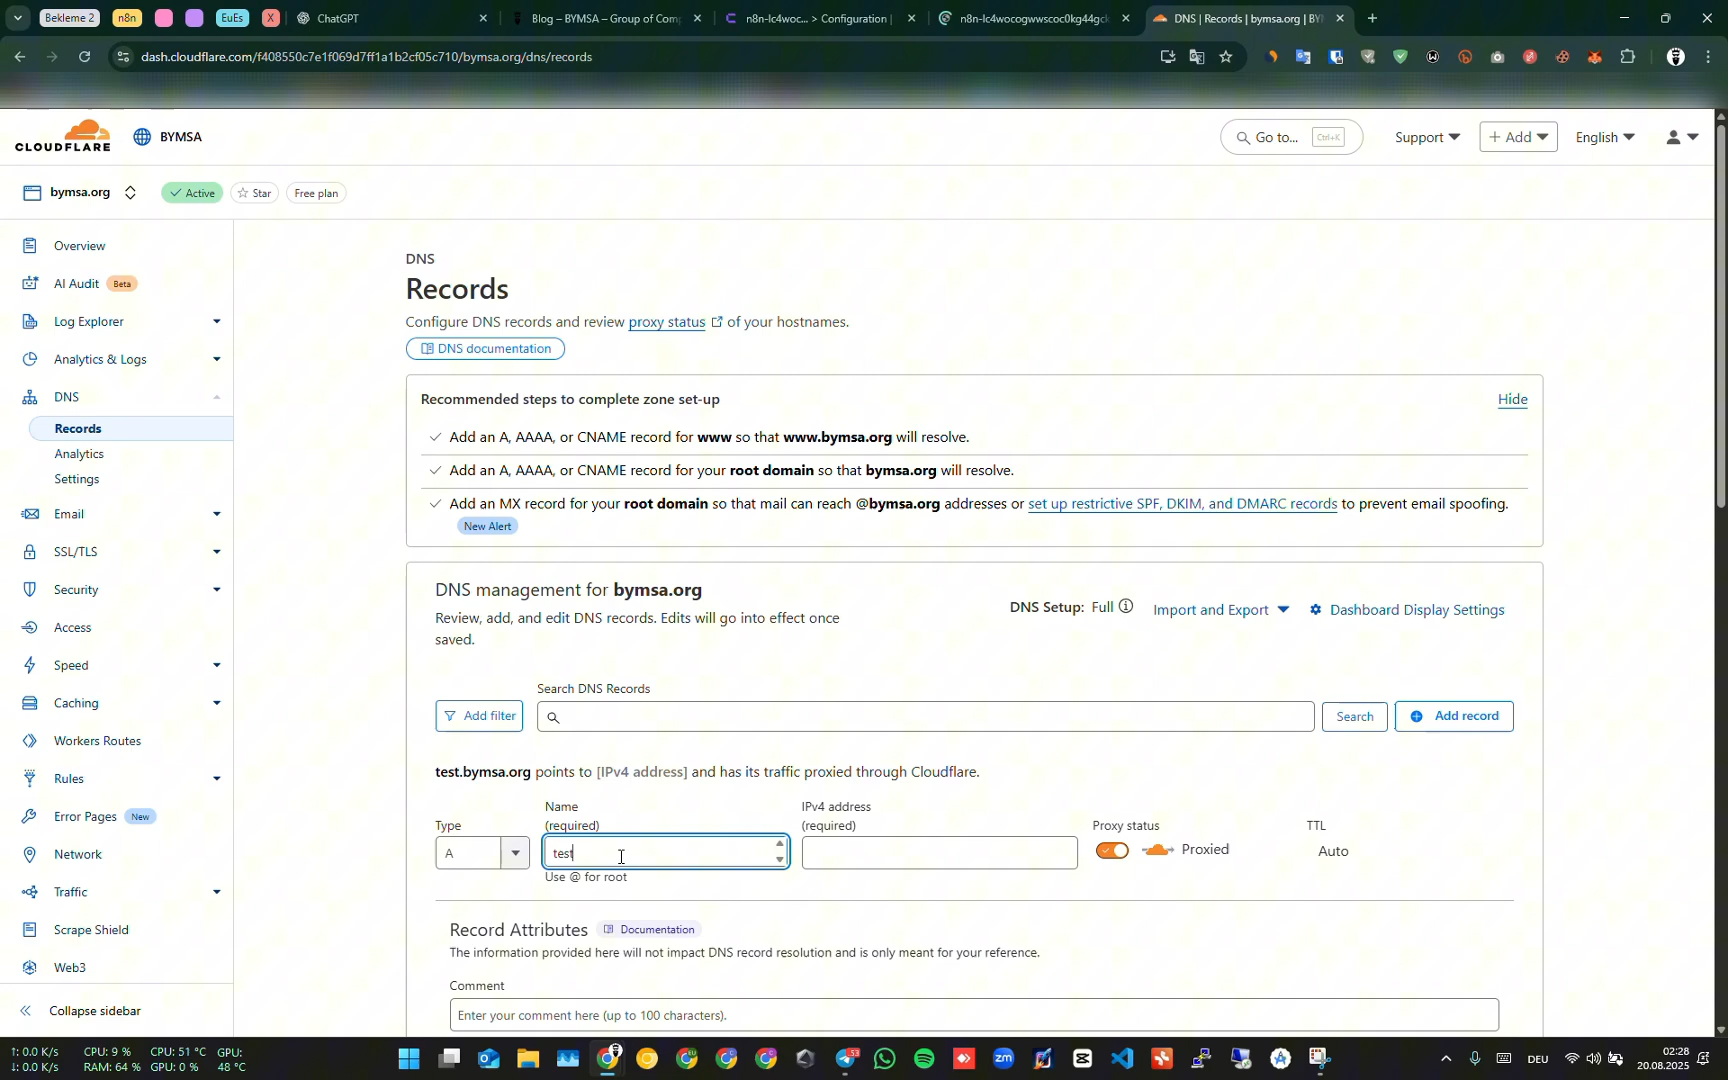 Bekleme 2
n8n
EuEs
X
ChatGPT
Blog – BYMSA – Group of Comp
n8n-lc4woc... > Configuration |
n8n-lc4wocogwwscoc0kg44gck
DNS | Records | bymsa.org | BY
dash.cloudflare.com/f408550c7e1f069d7ff1a1b2cf05c710/bymsa.org/dns/records
CLOUDFLARE
BYMSA
Go to...
Ctrl+K
Support
+ Add
English
bymsa.org
Active
Star
Free plan
Overview
AI Audit
Beta
Log Explorer
Analytics & Logs
DNS
Records
Analytics
Settings
Email
SSL/TLS
Security
Access
Speed
Caching
Workers Routes
Rules
Error Pages
New
Network
Traffic
Scrape Shield
Web3
Collapse sidebar
DNS
Records
Configure DNS records and review proxy status of your hostnames.
DNS documentation
Recommended steps to complete zone set-up
Hide
Add an A, AAAA, or CNAME record for www so that www.bymsa.org will resolve.
Add an A, AAAA, or CNAME record for your root domain so that bymsa.org will resolve.
Add an MX record for your root domain so that mail can reach @bymsa.org addresses or set up restrictive SPF, DKIM, and DMARC records to prevent email spoofing.
New Alert
DNS management for bymsa.org
Review, add, and edit DNS records. Edits will go into effect once
saved.
DNS Setup: Full
Import and Export
Dashboard Display Settings
Search DNS Records
Add filter
Search
Add record
test.bymsa.org points to [IPv4 address] and has its traffic proxied through Cloudflare.
Type
A
Name
(required)
test
Use @ for root
IPv4 address
(required)
Proxy status
Proxied
TTL
Auto
Record Attributes
Documentation
The information provided here will not impact DNS record resolution and is only meant for your reference.
Comment
Enter your comment here (up to 100 characters).
↑: 0.0 K/s
↓: 0.0 K/s
CPU: 9 %
RAM: 64 %
CPU: 51 °C
GPU: 0 %
GPU:
48 °C
53
zm
DEU
02:28
20.08.2025